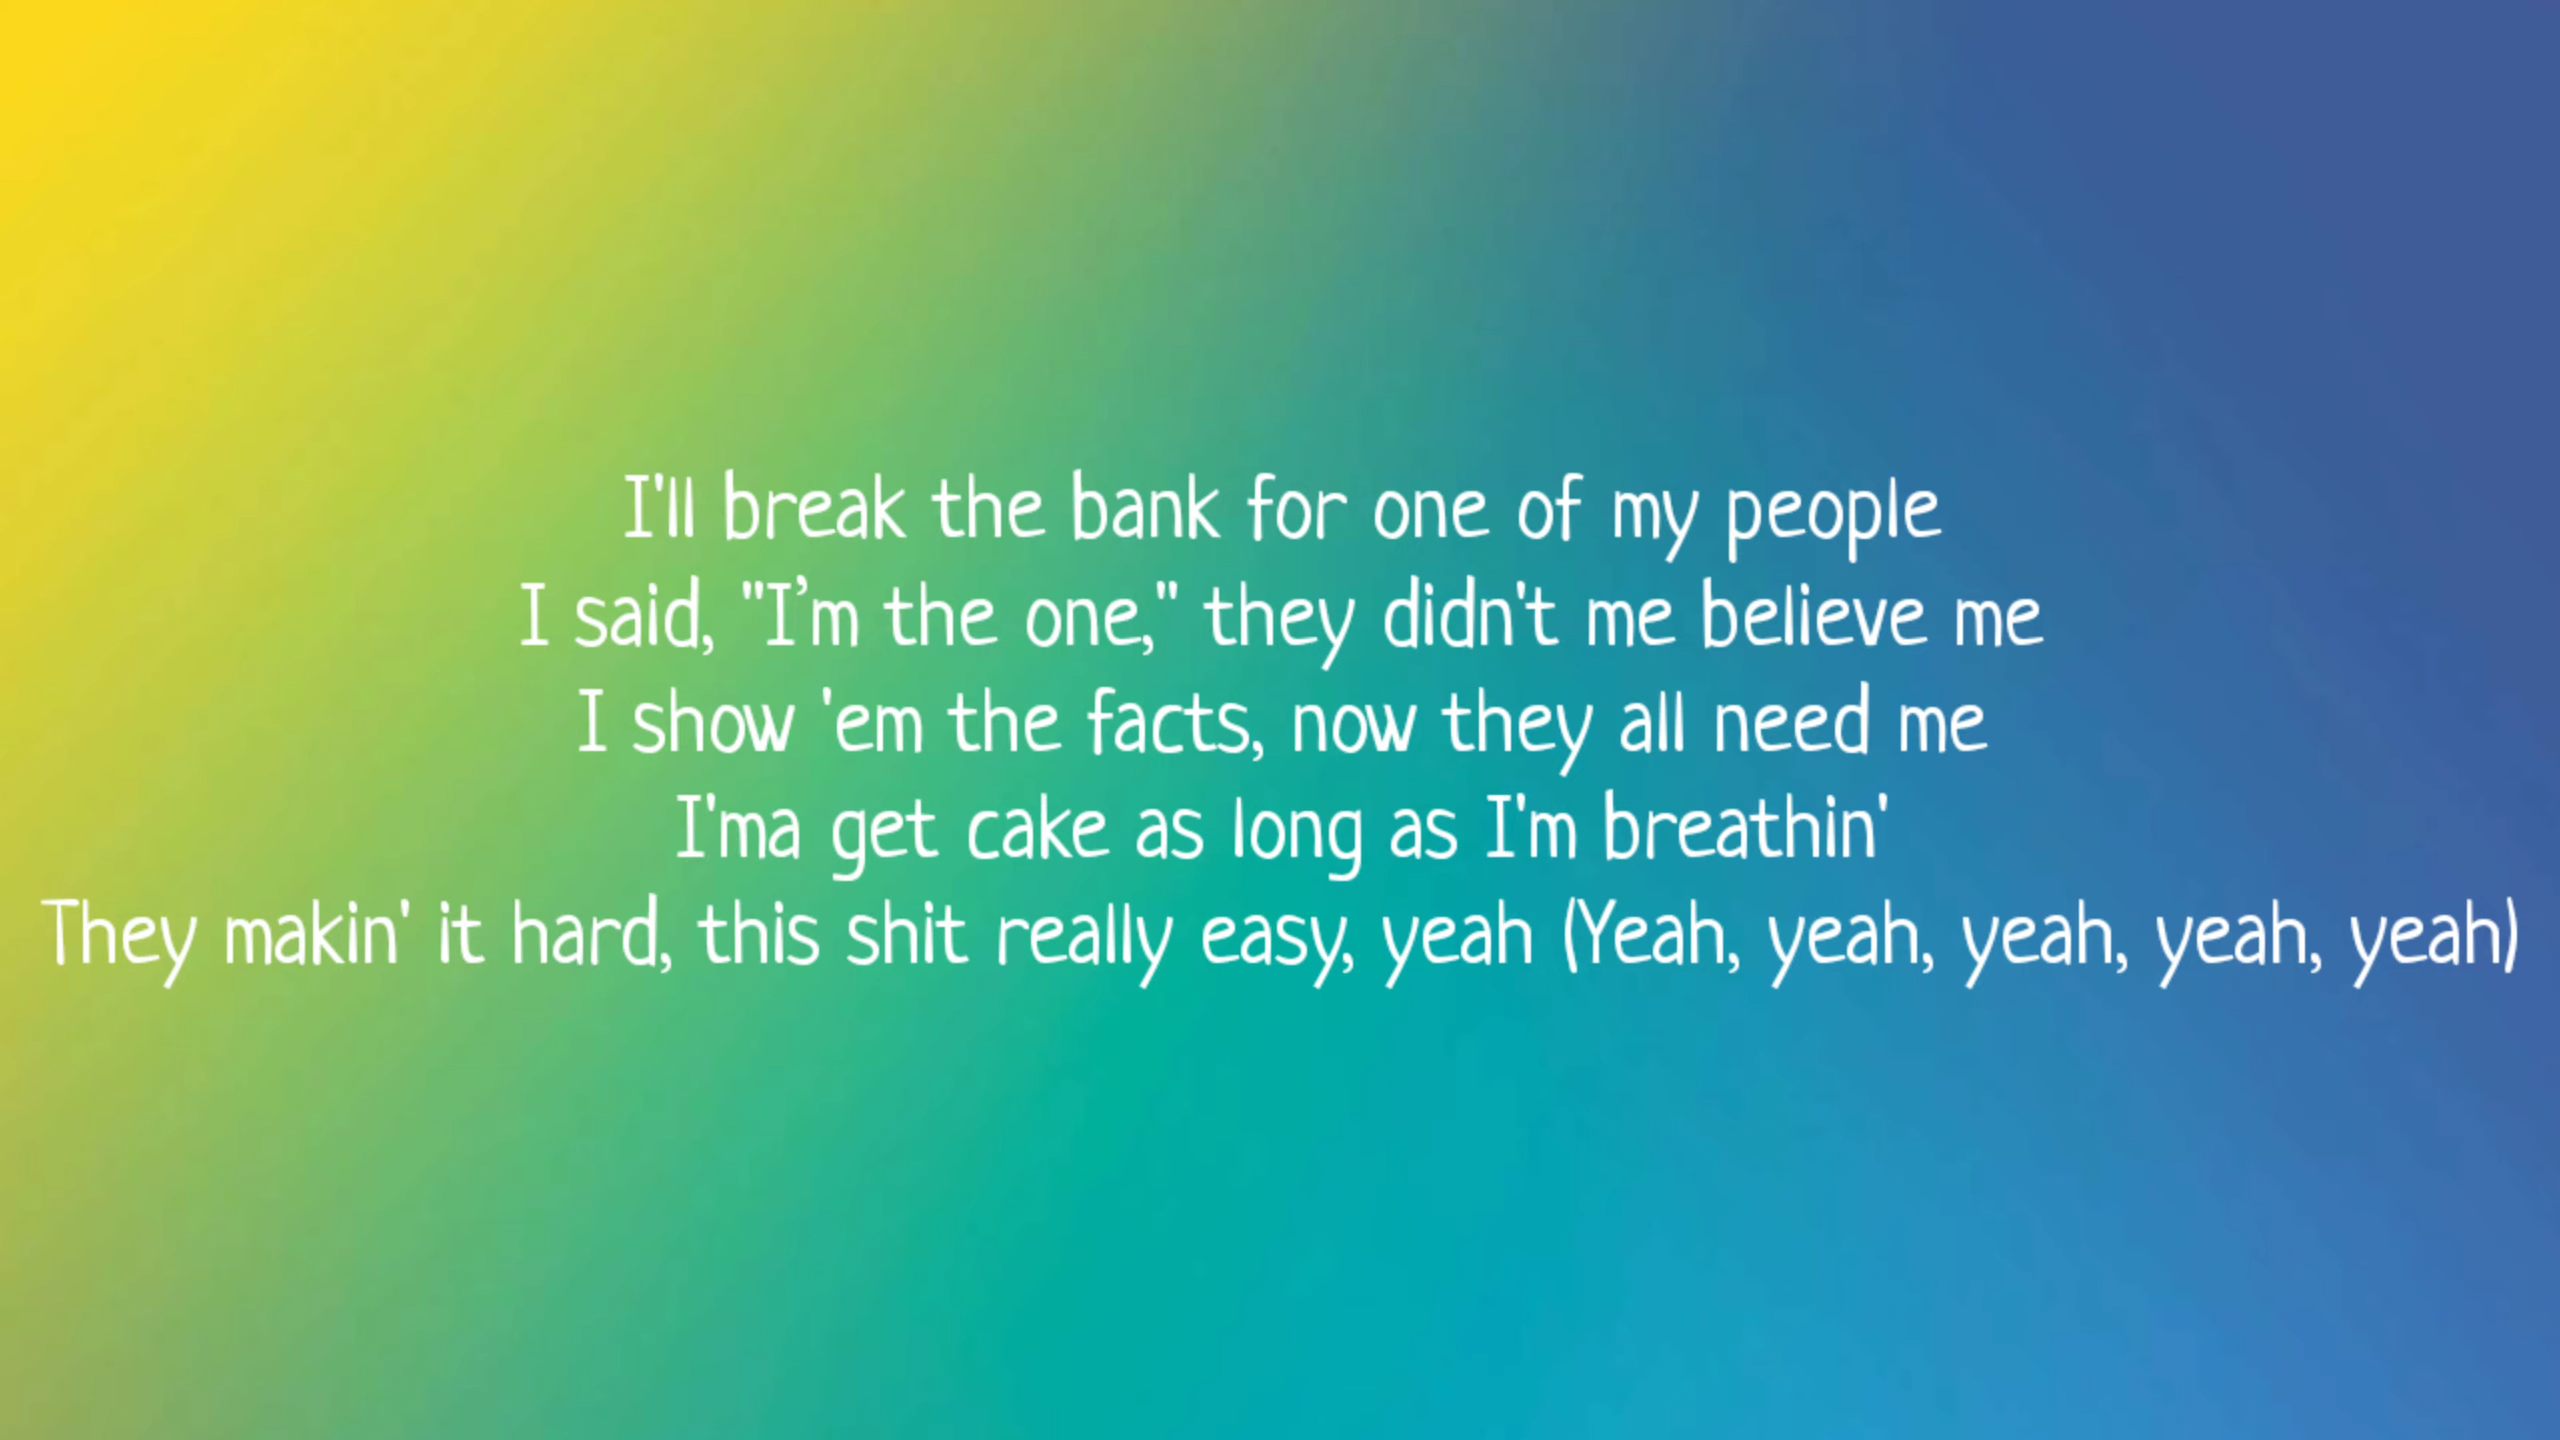 I'll break the bank for one of my people
I said, "I’m the one," they didn't me believe me
I show 'em the facts, now they all need me
I'ma get cake as long as I'm breathin'
They makin' it hard, this shit really easy, yeah (Yeah, yeah, yeah, yeah, yeah)